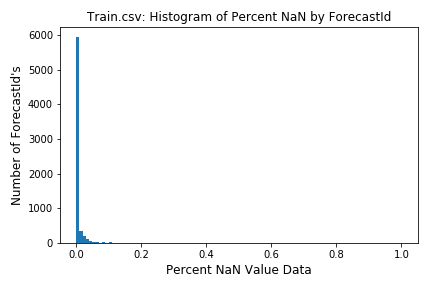 Train.csv: Histogram of Percent NaN by ForecastId
6000
5000
4000
3000
2000
1000
0
Number of ForecastId's
0.0 0.2 0.4 0.6 0.8 1.0
Percent NaN Value Data